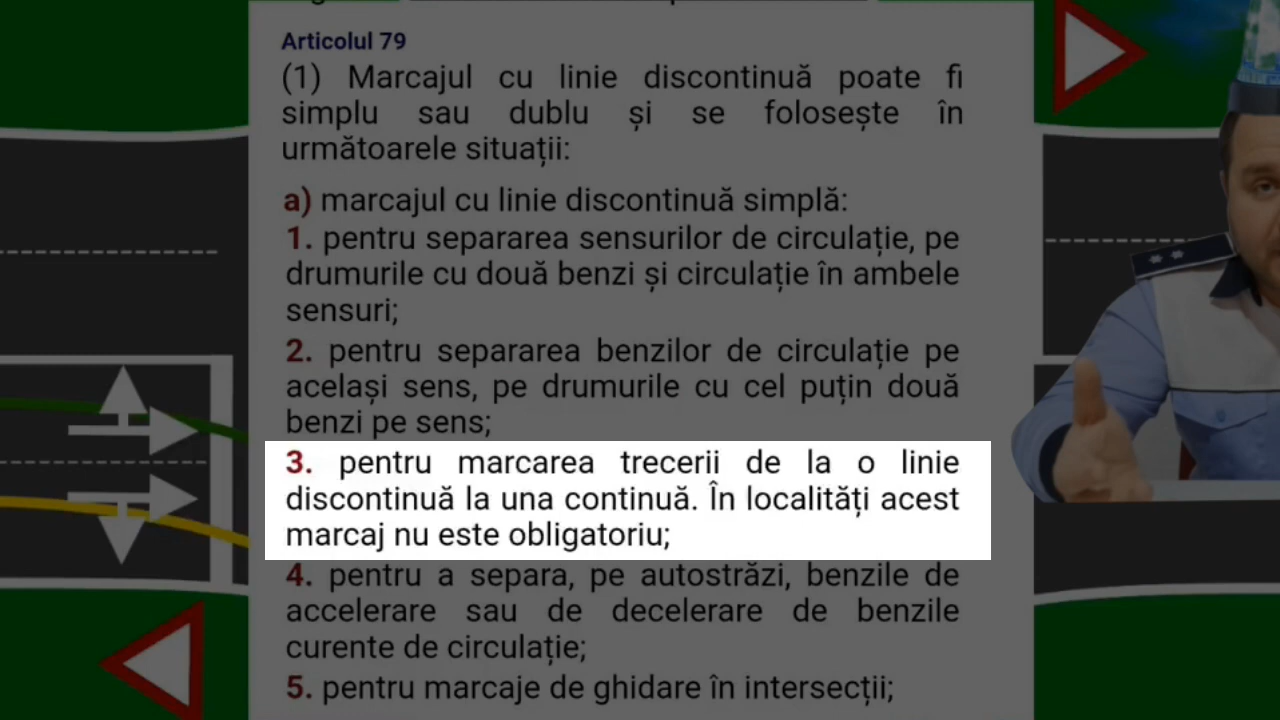 Articolul 79
(1) Marcajul cu linie discontinuă poate fi
simplu sau dublu și se folosește în
următoarele situații:
a) marcajul cu linie discontinuă simplă:
1. pentru separarea sensurilor de circulație, pe
drumurile cu două benzi și circulație în ambele
sensuri;
2. pentru separarea benzilor de circulație pe
același sens, pe drumurile cu cel puțin două
benzi pe sens;
3. pentru marcarea trecerii de la o linie
discontinuă la una continuă. În localități acest
marcaj nu este obligatoriu;
4. pentru a separa, pe autostrăzi, benzile de
accelerare sau de decelerare de benzile
curente de circulație;
5. pentru marcaje de ghidare în intersecții;